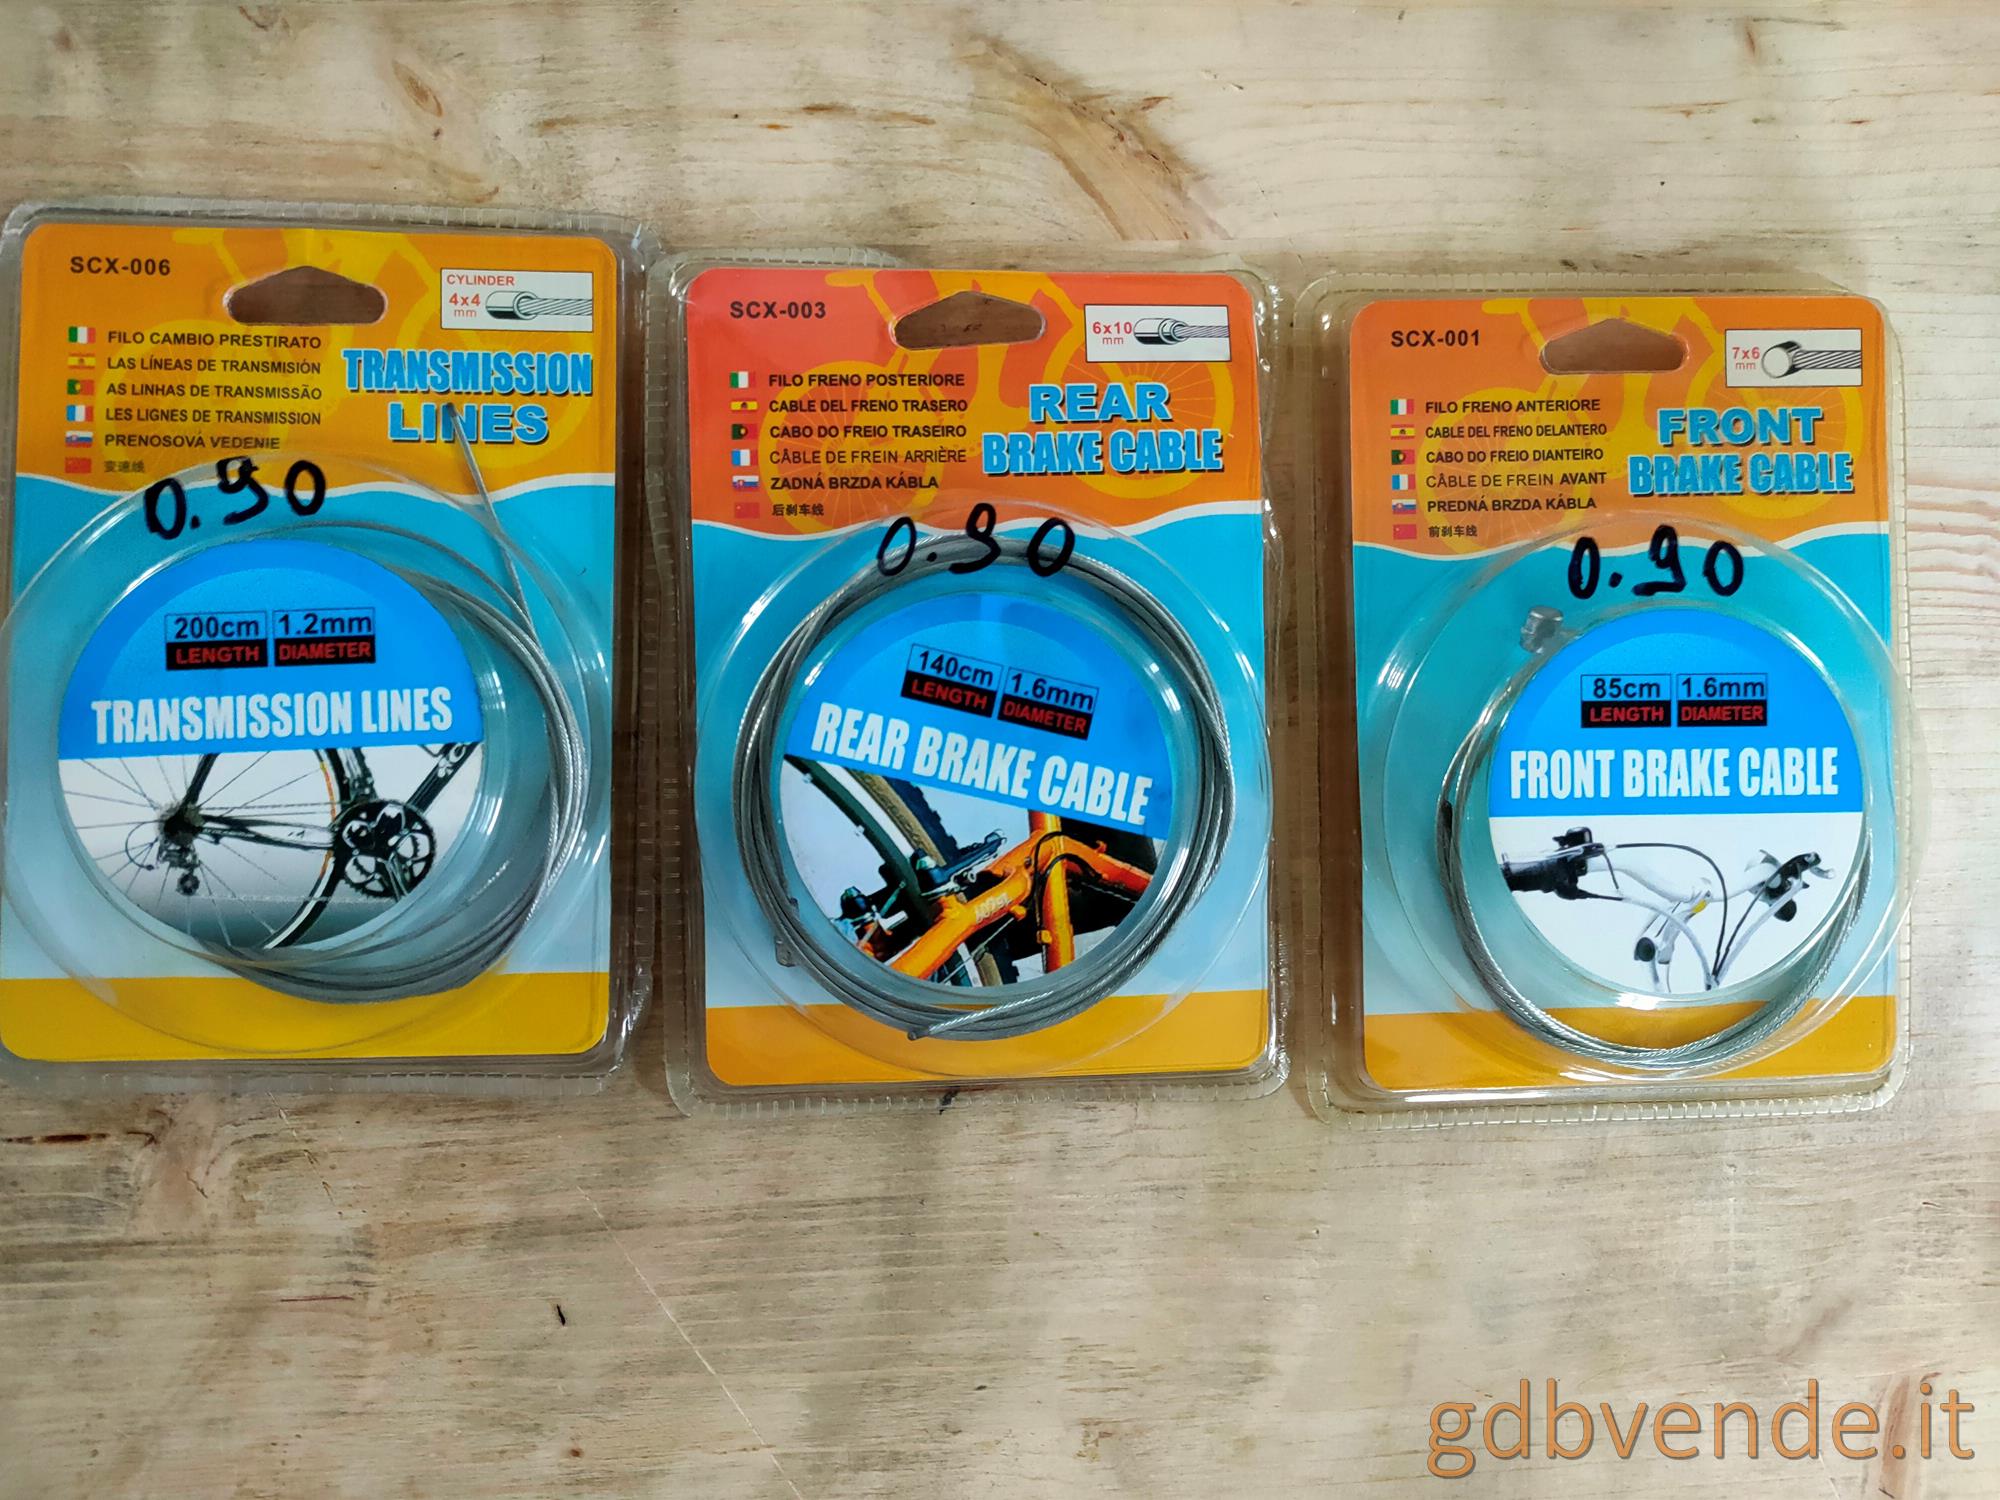 SCX-006
CYLINDER
4x4
mm
FILO CAMBIO PRESTIRATO
LAS LÍNEAS DE TRANSMISIÓN
AS LINHAS DE TRANSMISSÃO
LES LIGNES DE TRANSMISSION
PRENOSOVÁ VEDENIE
变速线
TRANSMISSION
LINES
0.90
200cm
LENGTH
1.2mm
DIAMETER
TRANSMISSION LINES
SCX-003
6x10
mm
FILO FRENO POSTERIORE
CABLE DEL FRENO TRASERO
CABO DO FREIO TRASEIRO
CÂBLE DE FREIN ARRIÈRE
ZADNÁ BRZDA KÁBLA
后刹车线
REAR
BRAKE CABLE
0.90
140cm
LENGTH
1.6mm
DIAMETER
REAR BRAKE CABLE
SCX-001
7x6
mm
FILO FRENO ANTERIORE
CABLE DEL FRENO DELANTERO
CABO DO FREIO DIANTEIRO
CÂBLE DE FREIN AVANT
PREDNÁ BRZDA KÁBLA
前刹车线
FRONT
BRAKE CABLE
0.90
85cm
LENGTH
1.6mm
DIAMETER
FRONT BRAKE CABLE
gdbvende.it